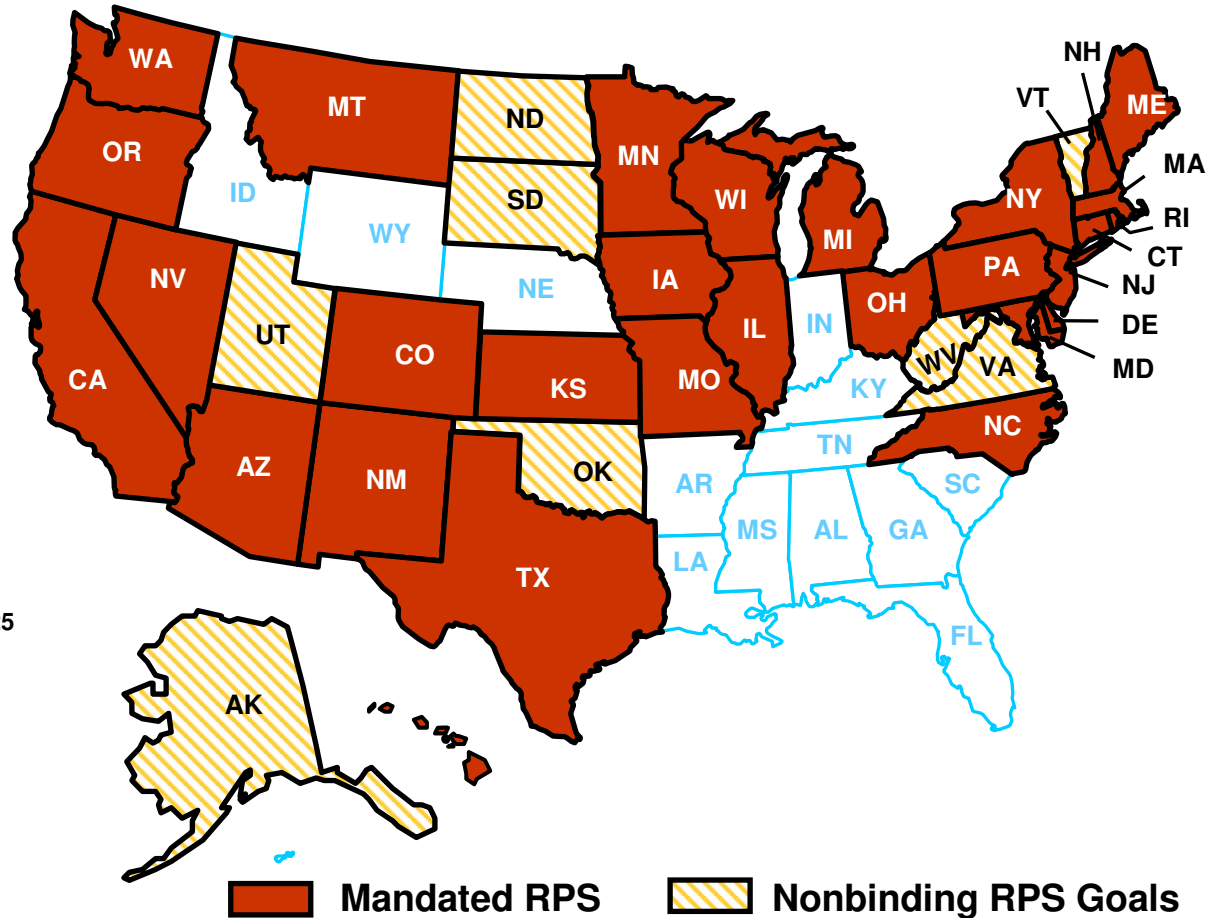 NH
WA
VT
ME
MT
ND
MN
OR
MA
WI
ID
SD
NY
RI
WY
MI
CT
NV
PA
NE
IA
NJ
OH
UT
IL
IN
DE
CO
WV
VA
MD
CA
KS
MO
KY
NC
AZ
NM
OK
TN
AR
SC
MS
AL
GA
LA
TX
5
FL
AK
Mandated RPS
Nonbinding RPS Goals